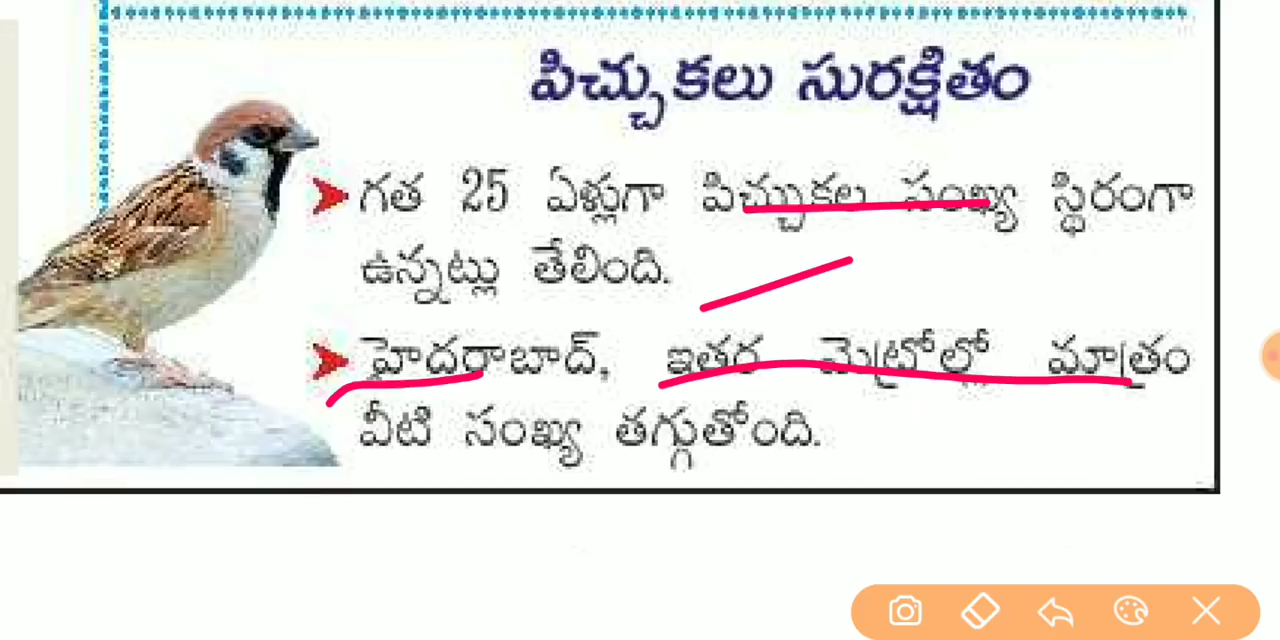 పిచ్చుకలు సురక్షితం
గత 25 ఏళ్లుగా పిచ్చుకల సంఖ్య స్థిరంగా
ఉన్నట్లు తేలింది.
హైదరాబాద్, ఇతర మెట్రోల్లో మాత్రం
వీటి సంఖ్య తగ్గుతోంది.